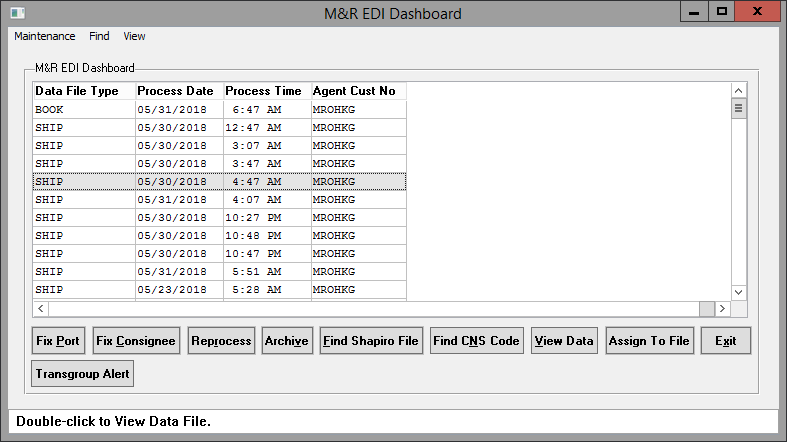 M&R EDI Dashboard
Maintenance Find View
M&R EDI Dashboard
Data File Type Process Date Process Time Agent Cust No
BOOK 05/31/2018 6:47 AM MROHKG
SHIP 05/30/2018 12:47 AM MROHKG
SHIP 05/30/2018 3:07 AM MROHKG
SHIP 05/30/2018 3:47 AM MROHKG
SHIP 05/30/2018 4:47 AM MROHKG
SHIP 05/31/2018 4:07 AM MROHKG
SHIP 05/30/2018 10:27 PM MROHKG
SHIP 05/30/2018 10:48 PM MROHKG
SHIP 05/30/2018 10:47 PM MROHKG
SHIP 05/31/2018 5:51 AM MROHKG
SHIP 05/23/2018 5:28 AM MROHKG
Fix Port Fix Consignee Reprocess Archive Find Shapiro File Find CNS Code View Data Assign To File Exit
Transgroup Alert
Double-click to View Data File.